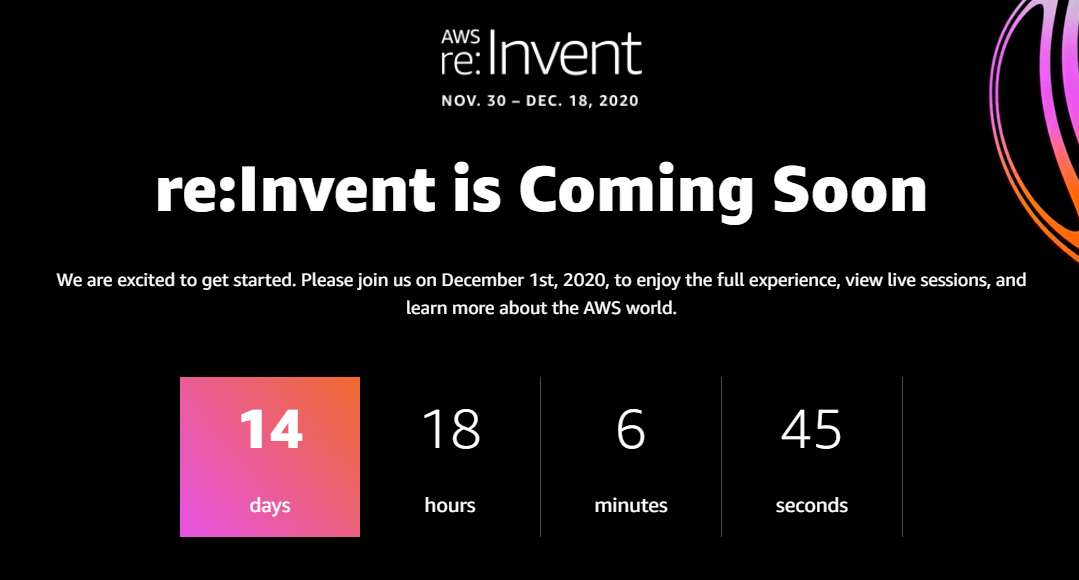 AWS
re:Invent
NOV. 30 – DEC. 18, 2020
re:Invent is Coming Soon
We are excited to get started. Please join us on December 1st, 2020, to enjoy the full experience, view live sessions, and
learn more about the AWS world.
14 18 6 45
days hours minutes seconds